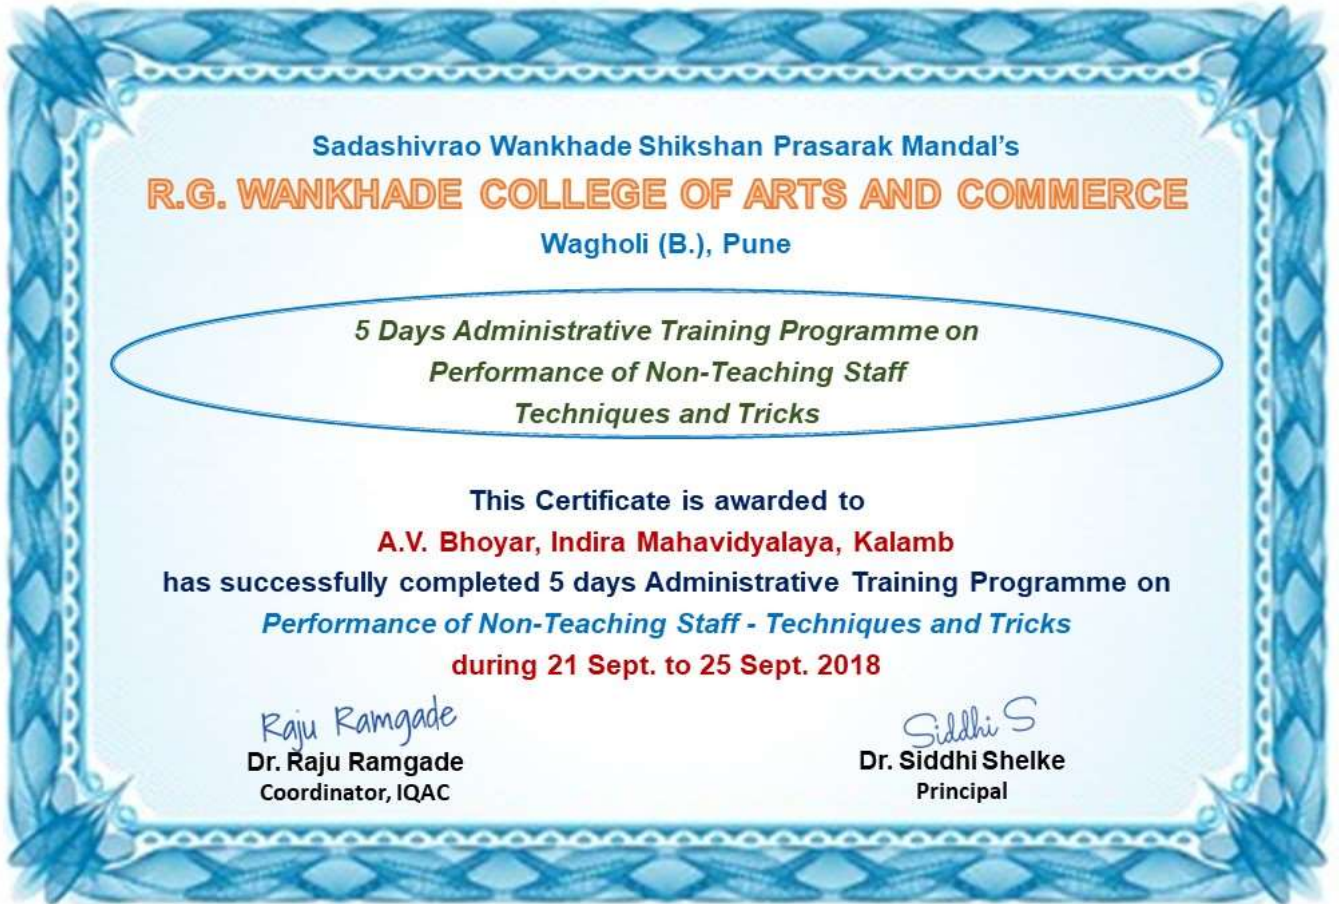 Sadashivrao Wankhade Shikshan Prasarak Mandal's
R.G. WANKHADE COLLEGE OF ARTS AND COMMERCE
Wagholi (B.), Pune
5 Days Administrative Training Programme on
Performance of Non-Teaching Staff
Techniques and Tricks
This Certificate is awarded to
A.V. Bhoyar, Indira Mahavidyalaya, Kalamb
has successfully completed 5 days Administrative Training Programme on
Performance of Non-Teaching Staff - Techniques and Tricks
during 21 Sept. to 25 Sept. 2018
Raju Ramgade Siddhi S
Dr. Raju Ramgade Dr. Siddhi Shelke
Coordinator, IQAC Principal